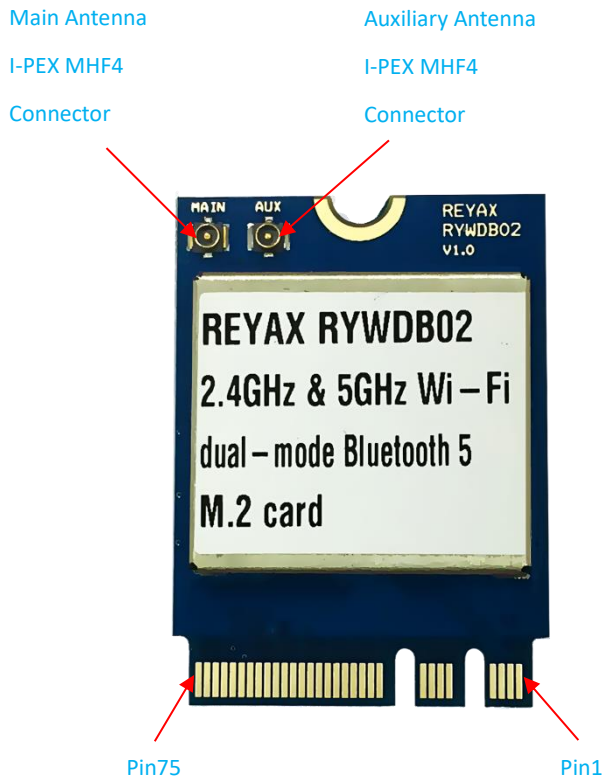 Main Antenna
I-PEX MHF4
Connector
Auxiliary Antenna
I-PEX MHF4
Connector
MAIN
AUX
REYAX
RYWDB02
V1.0
REYAX RYWDB02
2.4GHz & 5GHz Wi–Fi
dual–mode Bluetooth 5
M.2 card
Pin75
Pin1